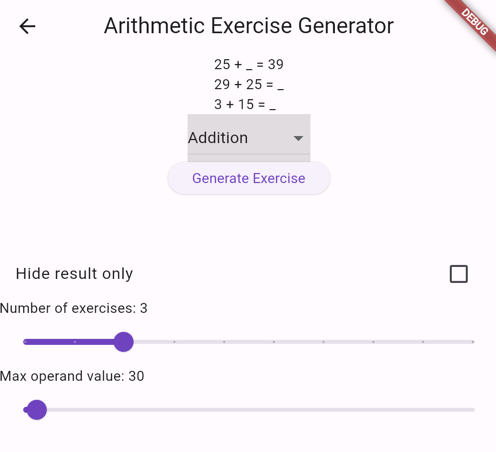 Arithmetic Exercise Generator
DEBUG
25 + _ = 39
29 + 25 = _
3 + 15 = _
Addition
Generate Exercise
Hide result only
Number of exercises: 3
Max operand value: 30